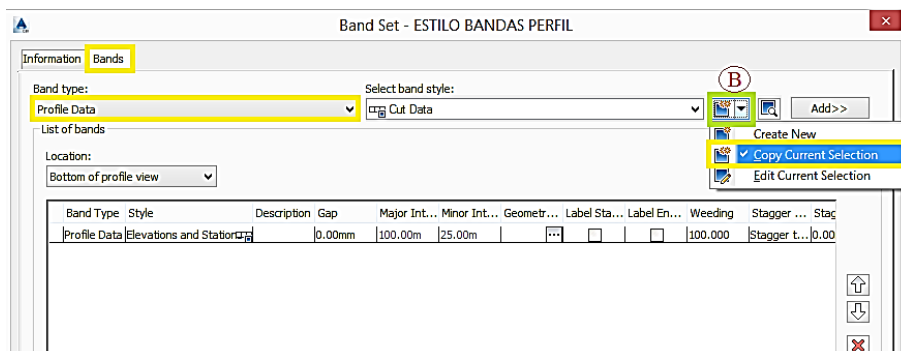 Band Set - ESTILO BANDAS PERFIL
Information Bands
Band type: Select band style:
Profile Data Cut Data Add>>
B
Create New
Copy Current Selection
Edit Current Selection
List of bands
Location:
Bottom of profile view
Band Type Style Description Gap Major Int... Minor Int... Geometr... Label Sta... Label En... Weeding Stagger ... Stag
Profile Data Elevations and Station 0.00mm 100.00m 25.00m ... 100.000 Stagger t... 0.00